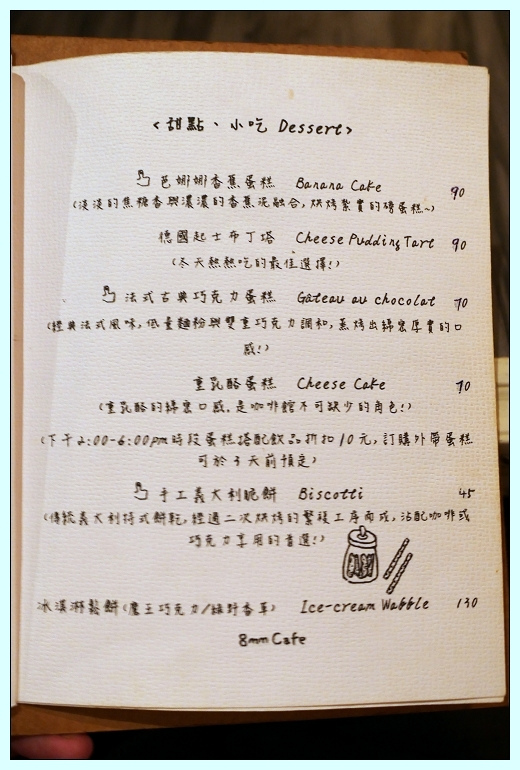 <甜點、小吃 Dessert>
芭娜娜香蕉蛋糕 Banana Cake 90
(淡淡的焦糖香與濃濃的香蕉泥融合,烘烤紮實的磅蛋糕~)
德國起士布丁塔 Cheese Pudding Tart 90
(冬天熱熱吃的最佳選擇!)
法式古典巧克力蛋糕 Gâteau au chocolat 70
(經典法式風味,低量麵粉與雙重巧克力調和,蒸烤出綿密厚實的口
感!)
重乳酪蛋糕 Cheese Cake 70
(重乳酪的綿密口感,是咖啡館不可缺少的角色!)
(下午2:00-6:00pm時段蛋糕搭配飲品折扣10元,訂購外帶蛋糕
可於3天前預定)
手工義大利脆餅 Biscotti 45
(傳統義大利特式餅乾,經過二次烘烤的繁複工序而成,沾配咖啡或
巧克力享用的首選!)
冰淇淋鬆餅(魔王巧克力/綠野香草) Ice-cream Wabble 130
8mm Cafe